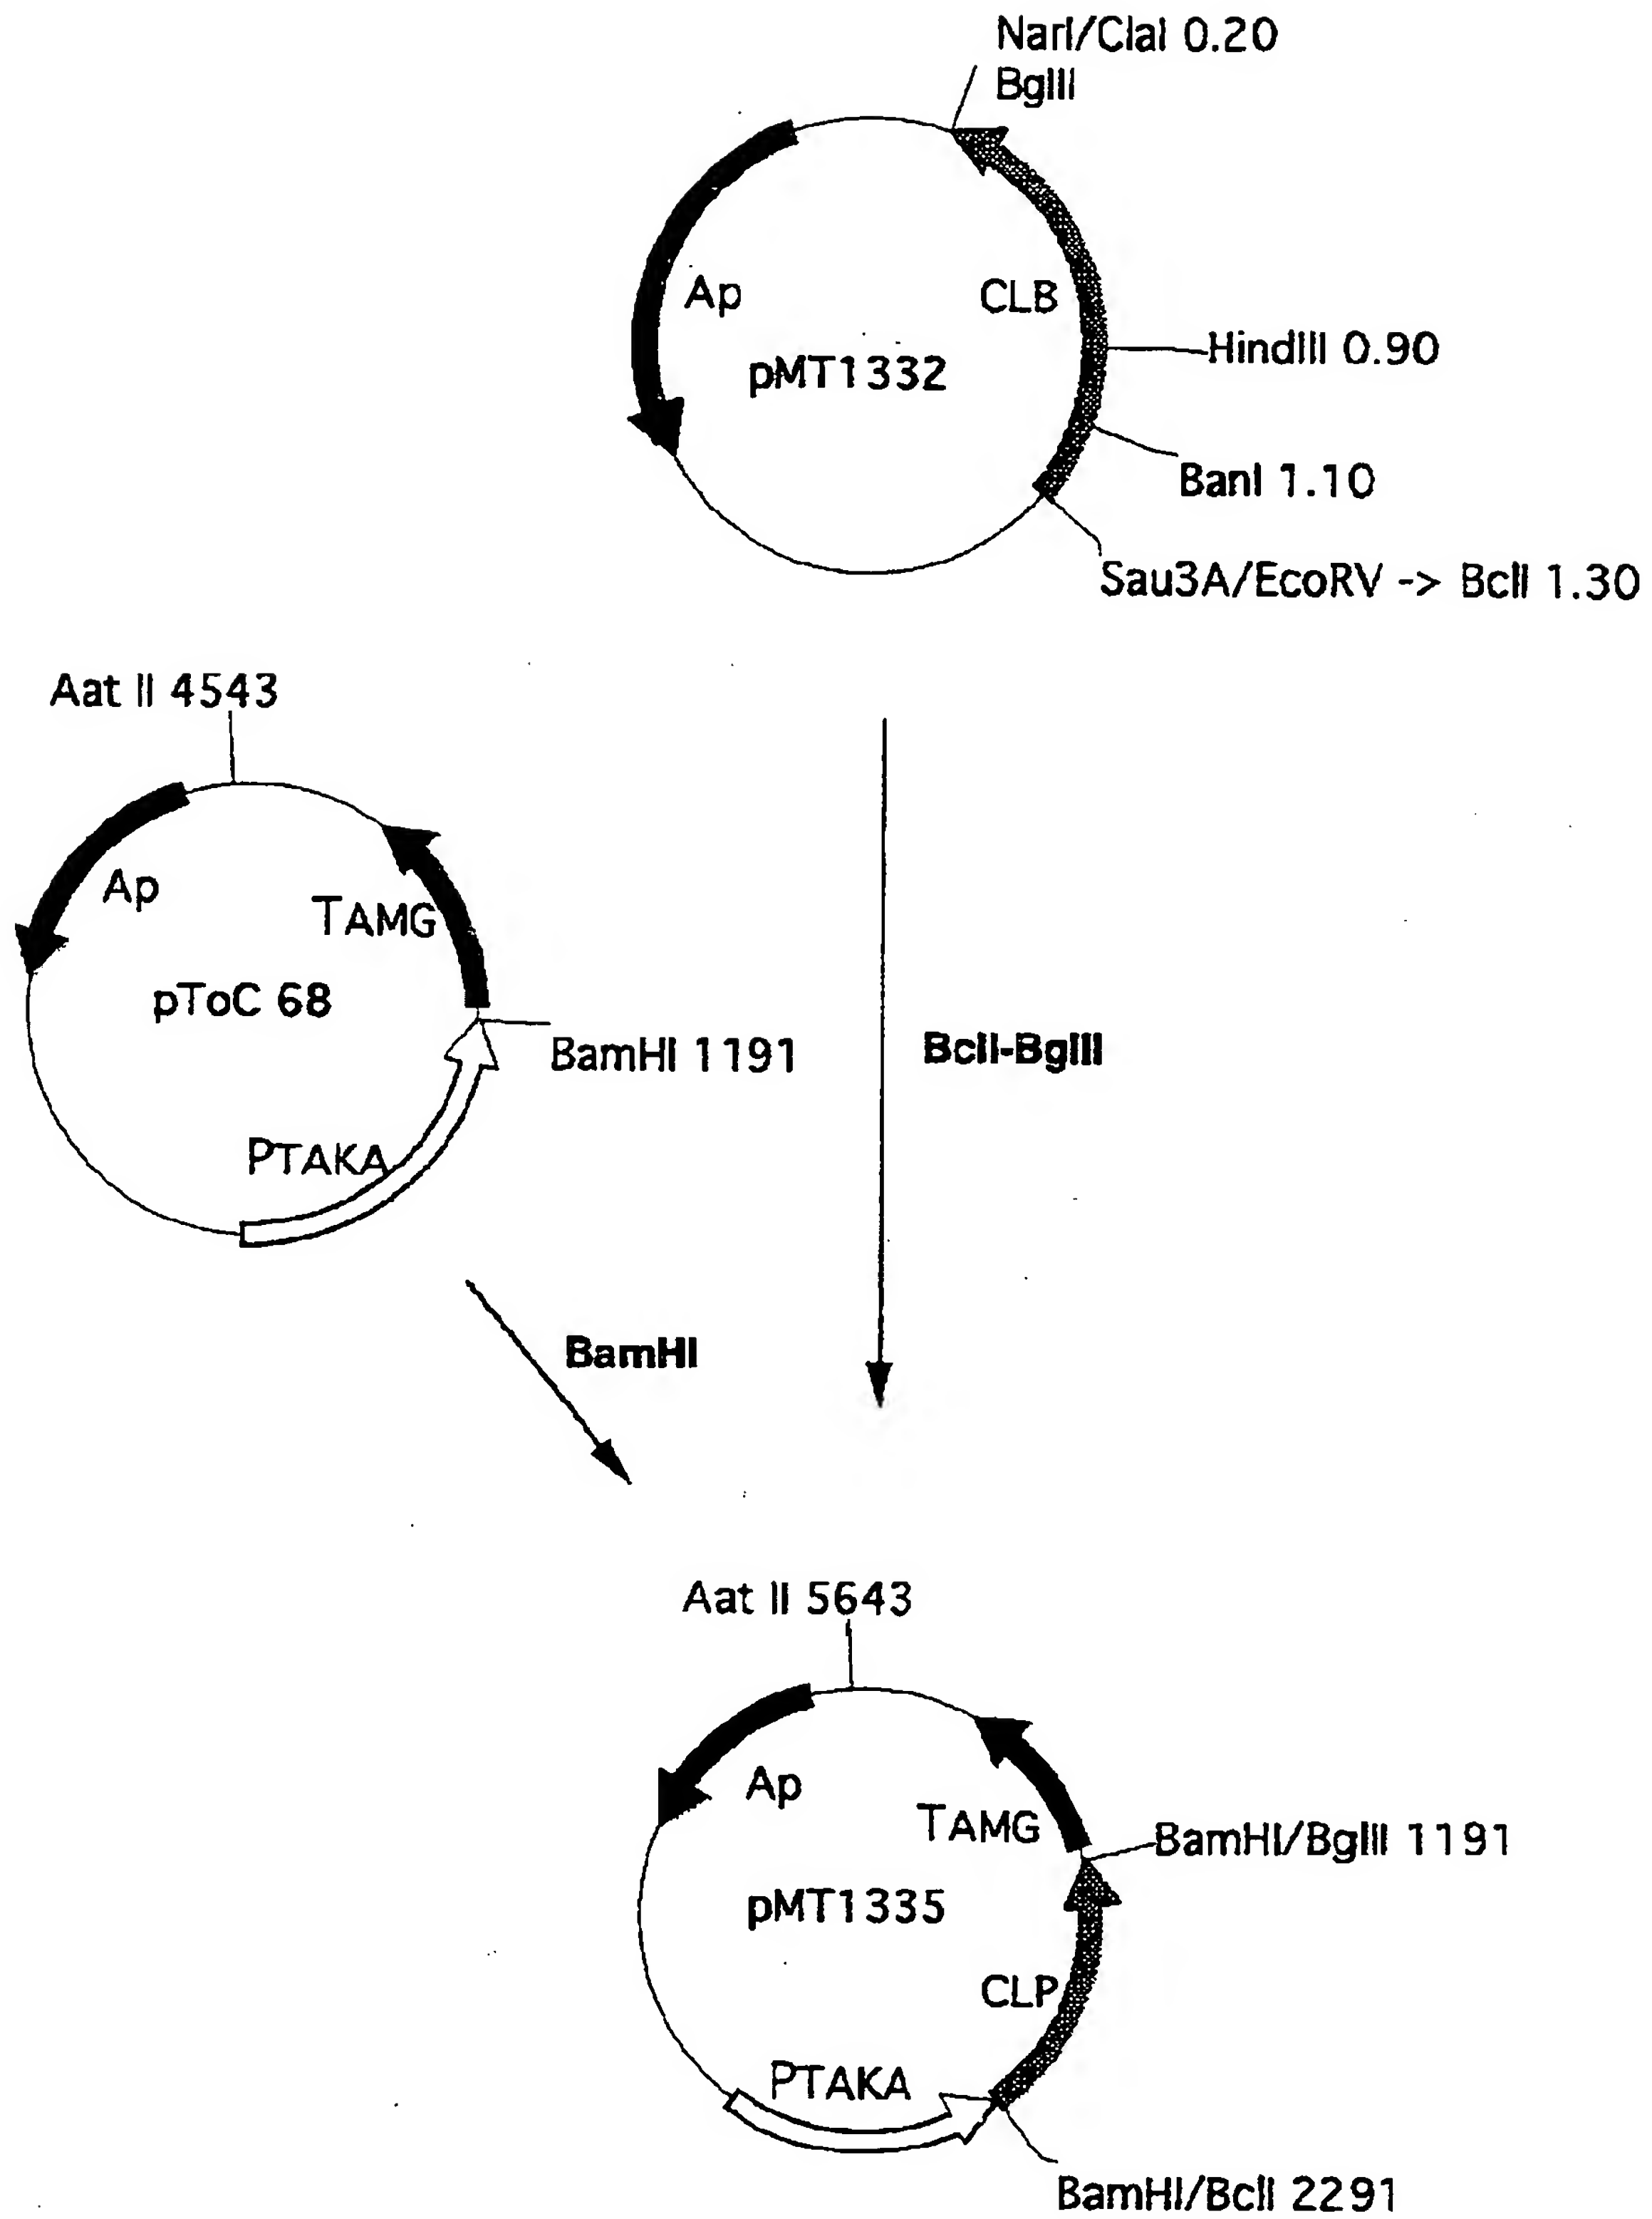 NarI/ClaI 0.20
BglII
Ap
CLB
HindIII 0.90
pMT1332
BanI 1.10
Sau3A/EcoRV -> BclI 1.30
Aat II 4543
Ap
TAMG
pToC 68
BamHI 1191
BclI-BglII
PTAKA
BamHI
Aat II 5643
Ap
TAMG
BamHI/BglII 1191
pMT1335
CLP
PTAKA
BamHI/BclI 2291